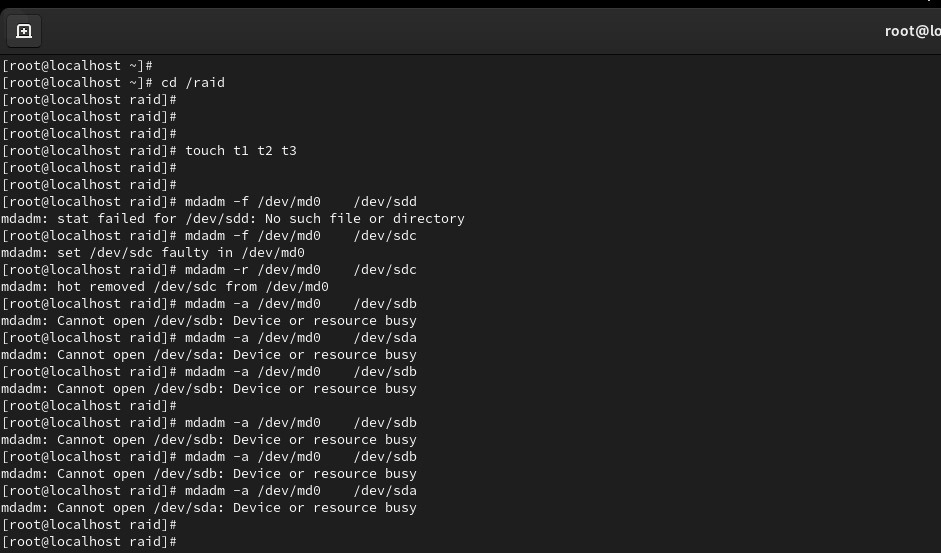 root@lo
[root@localhost ~]#
[root@localhost ~]# cd /raid
[root@localhost raid]#
[root@localhost raid]#
[root@localhost raid]#
[root@localhost raid]# touch t1 t2 t3
[root@localhost raid]#
[root@localhost raid]#
[root@localhost raid]# mdadm -f /dev/md0    /dev/sdd
mdadm: stat failed for /dev/sdd: No such file or directory
[root@localhost raid]# mdadm -f /dev/md0    /dev/sdc
mdadm: set /dev/sdc faulty in /dev/md0
[root@localhost raid]# mdadm -r /dev/md0    /dev/sdc
mdadm: hot removed /dev/sdc from /dev/md0
[root@localhost raid]# mdadm -a /dev/md0    /dev/sdb
mdadm: Cannot open /dev/sdb: Device or resource busy
[root@localhost raid]# mdadm -a /dev/md0    /dev/sda
mdadm: Cannot open /dev/sda: Device or resource busy
[root@localhost raid]# mdadm -a /dev/md0    /dev/sdb
mdadm: Cannot open /dev/sdb: Device or resource busy
[root@localhost raid]#
[root@localhost raid]# mdadm -a /dev/md0    /dev/sdb
mdadm: Cannot open /dev/sdb: Device or resource busy
[root@localhost raid]# mdadm -a /dev/md0    /dev/sdb
mdadm: Cannot open /dev/sdb: Device or resource busy
[root@localhost raid]# mdadm -a /dev/md0    /dev/sda
mdadm: Cannot open /dev/sda: Device or resource busy
[root@localhost raid]#
[root@localhost raid]#